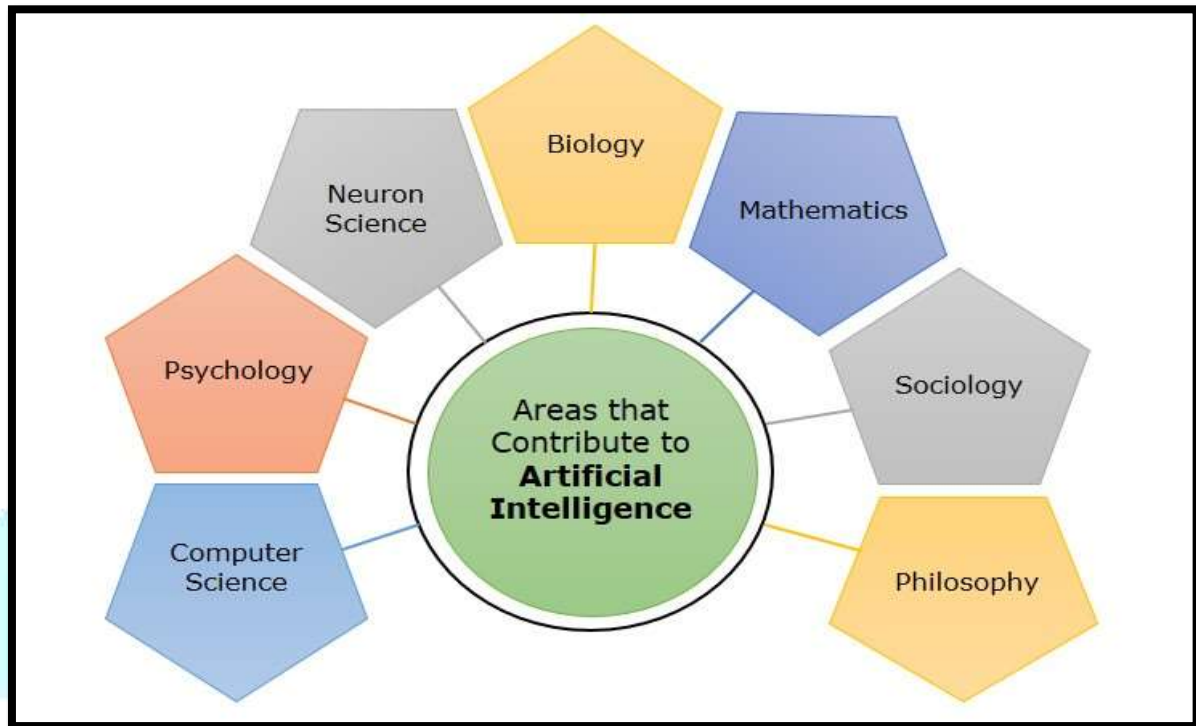 Biology
Neuron
Science
Mathematics
Psychology
Sociology
Areas that
Contribute to
Artificial
Intelligence
Computer
Science
Philosophy